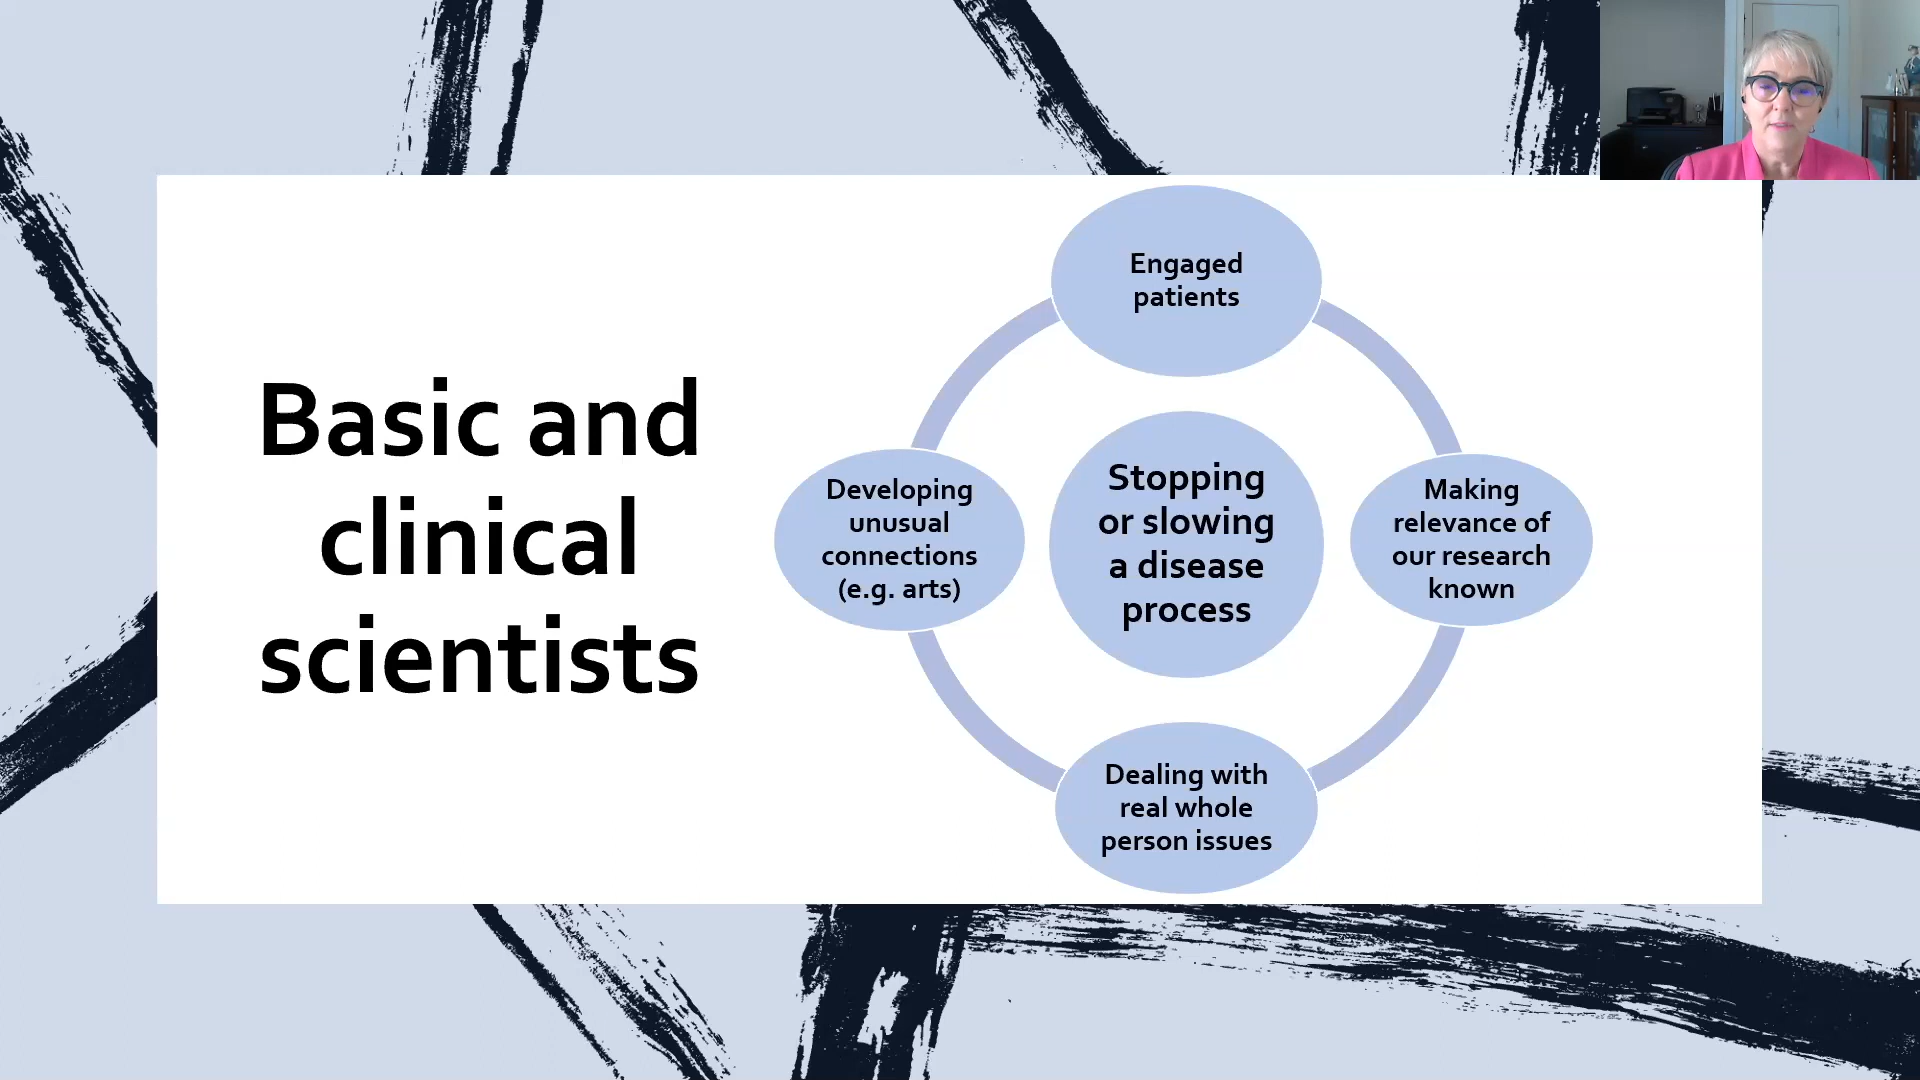 Basic and
clinical
scientists
Engaged
patients
Developing
unusual
connections
(e.g. arts)
Stopping
or slowing
a disease
process
Making
relevance of
our research
known
Dealing with
real whole
person issues